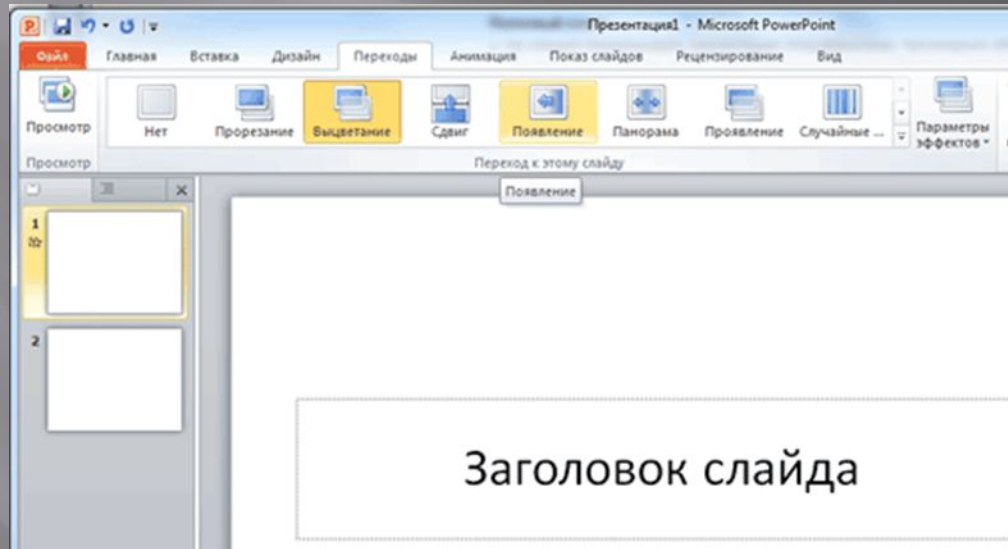 Презентация1 - Microsoft PowerPoint
Файл Главная Вставка Дизайн Переходы Анимация Показ слайдов Рецензирование Вид
Просмотр Нет Прорезание Выцветание Сдвиг Появление Панорама Проявление Случайные ... Параметры эффектов
Просмотр Переход к этому слайду
Появление
1
2
Заголовок слайда